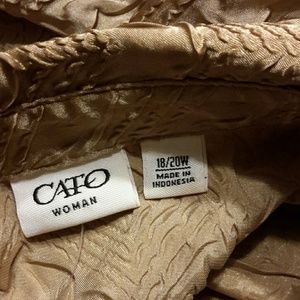 CATO
WOMAN
18/20W
MADE IN
INDONESIA